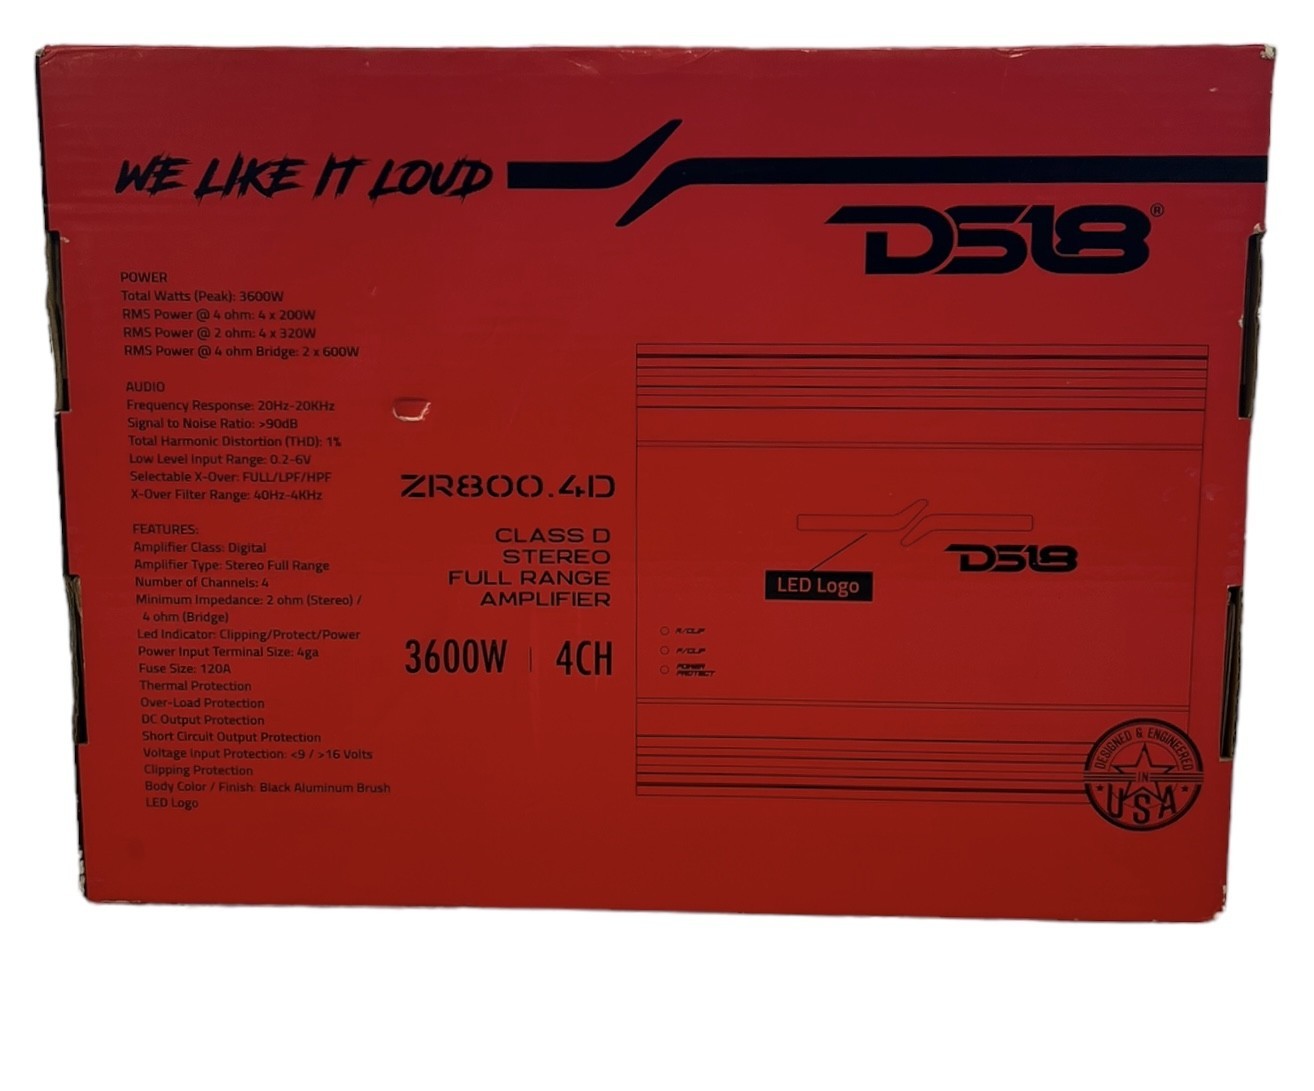 WE LIKE IT LOUD
DS18®
POWER
Total Watts (Peak): 3600W
RMS Power @ 4 ohm: 4 x 200W
RMS Power @ 2 ohm: 4 x 320W
RMS Power @ 4 ohm Bridge: 2 x 600W
AUDIO
Frequency Response: 20Hz-20KHz
Signal to Noise Ratio: >90dB
Total Harmonic Distortion (THD): 1%
Low Level Input Range: 0.2-6V
Selectable X-Over: FULL/LPF/HPF
X-Over Filter Range: 40Hz-4KHz
FEATURES:
Amplifier Class: Digital
Amplifier Type: Stereo Full Range
Number of Channels: 4
Minimum Impedance: 2 ohm (Stereo) /
4 ohm (Bridge)
Led Indicator: Clipping/Protect/Power
Power Input Terminal Size: 4ga
Fuse Size: 120A
Thermal Protection
Over-Load Protection
DC Output Protection
Short Circuit Output Protection
Voltage Input Protection: <9 / >16 Volts
Clipping Protection
Body Color / Finish: Black Aluminum Brush
LED Logo
ZR800.4D
CLASS D
STEREO
FULL RANGE
AMPLIFIER
3600W | 4CH
DS18
LED Logo
R/CLIP
F/CLIP
POWER
PROTECT
DESIGNED & ENGINEERED
IN
USA